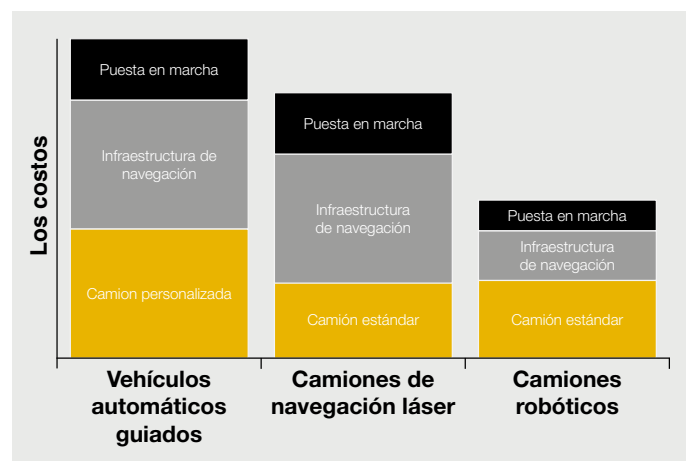 Los costos
Puesta en marcha
Infraestructura de
navegación
Camion personalizada
Puesta en marcha
Infraestructura
de navegación
Camión estándar
Puesta en marcha
Infraestructura
de navegación
Camión estándar
Vehículos
automáticos
guiados
Camiones de
navegación láser
Camiones
robóticos